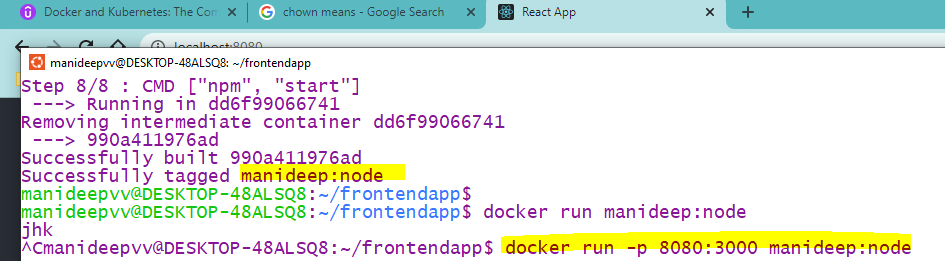 Docker and Kubernetes: The Com
chown means - Google Search
React App
localhost:8080
manideepvv@DESKTOP-48ALSQ8: ~/frontendapp
Step 8/8 : CMD ["npm", "start"]
---> Running in dd6f99066741
Removing intermediate container dd6f99066741
---> 990a411976ad
Successfully built 990a411976ad
Successfully tagged manideep:node
manideepvv@DESKTOP-48ALSQ8:~/frontendapp$
manideepvv@DESKTOP-48ALSQ8:~/frontendapp$ docker run manideep:node
jhk
^Cmanideepvv@DESKTOP-48ALSQ8:~/frontendapp$ docker run -p 8080:3000 manideep:node